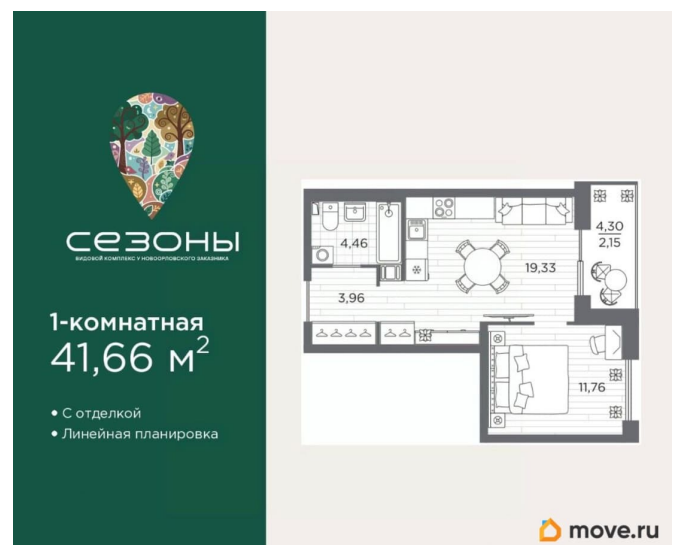 сезоны
ВИДОВОЙ КОМПЛЕКС У НОВООРЛОВСКОГО ЗАКАЗНИКА
1-комнатная
41,66 м²
• С отделкой
• Линейная планировка
4,46
3,96
19,33
4,30
2,15
11,76
move.ru